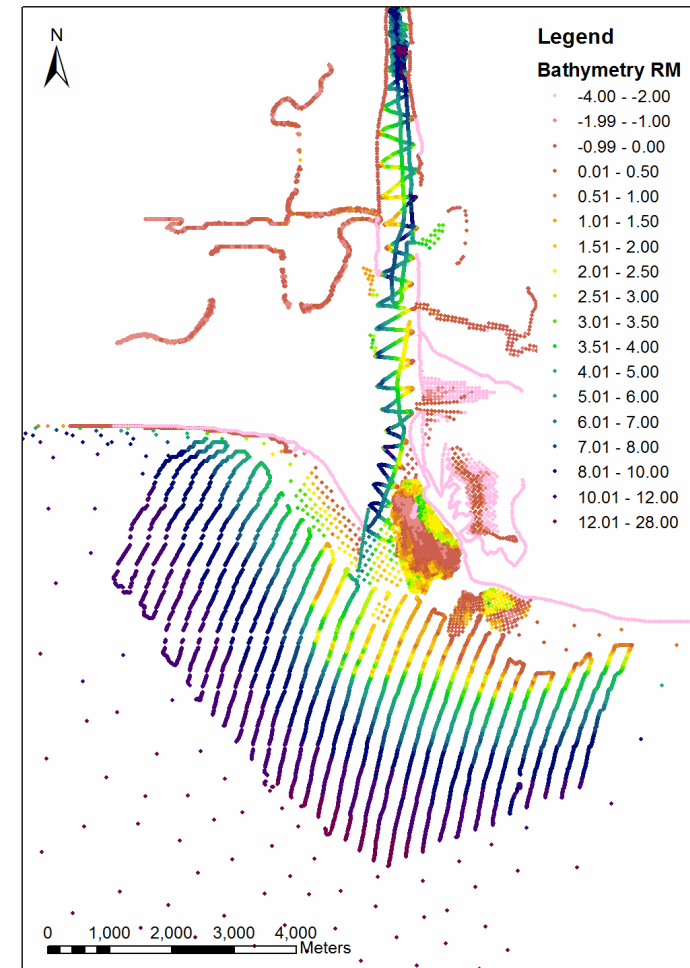 N
Legend
Bathymetry RM
-4.00 - -2.00
-1.99 - -1.00
-0.99 - 0.00
0.01 - 0.50
0.51 - 1.00
1.01 - 1.50
1.51 - 2.00
2.01 - 2.50
2.51 - 3.00
3.01 - 3.50
3.51 - 4.00
4.01 - 5.00
5.01 - 6.00
6.01 - 7.00
7.01 - 8.00
8.01 - 10.00
10.01 - 12.00
12.01 - 28.00
0 1,000 2,000 3,000 4,000
Meters